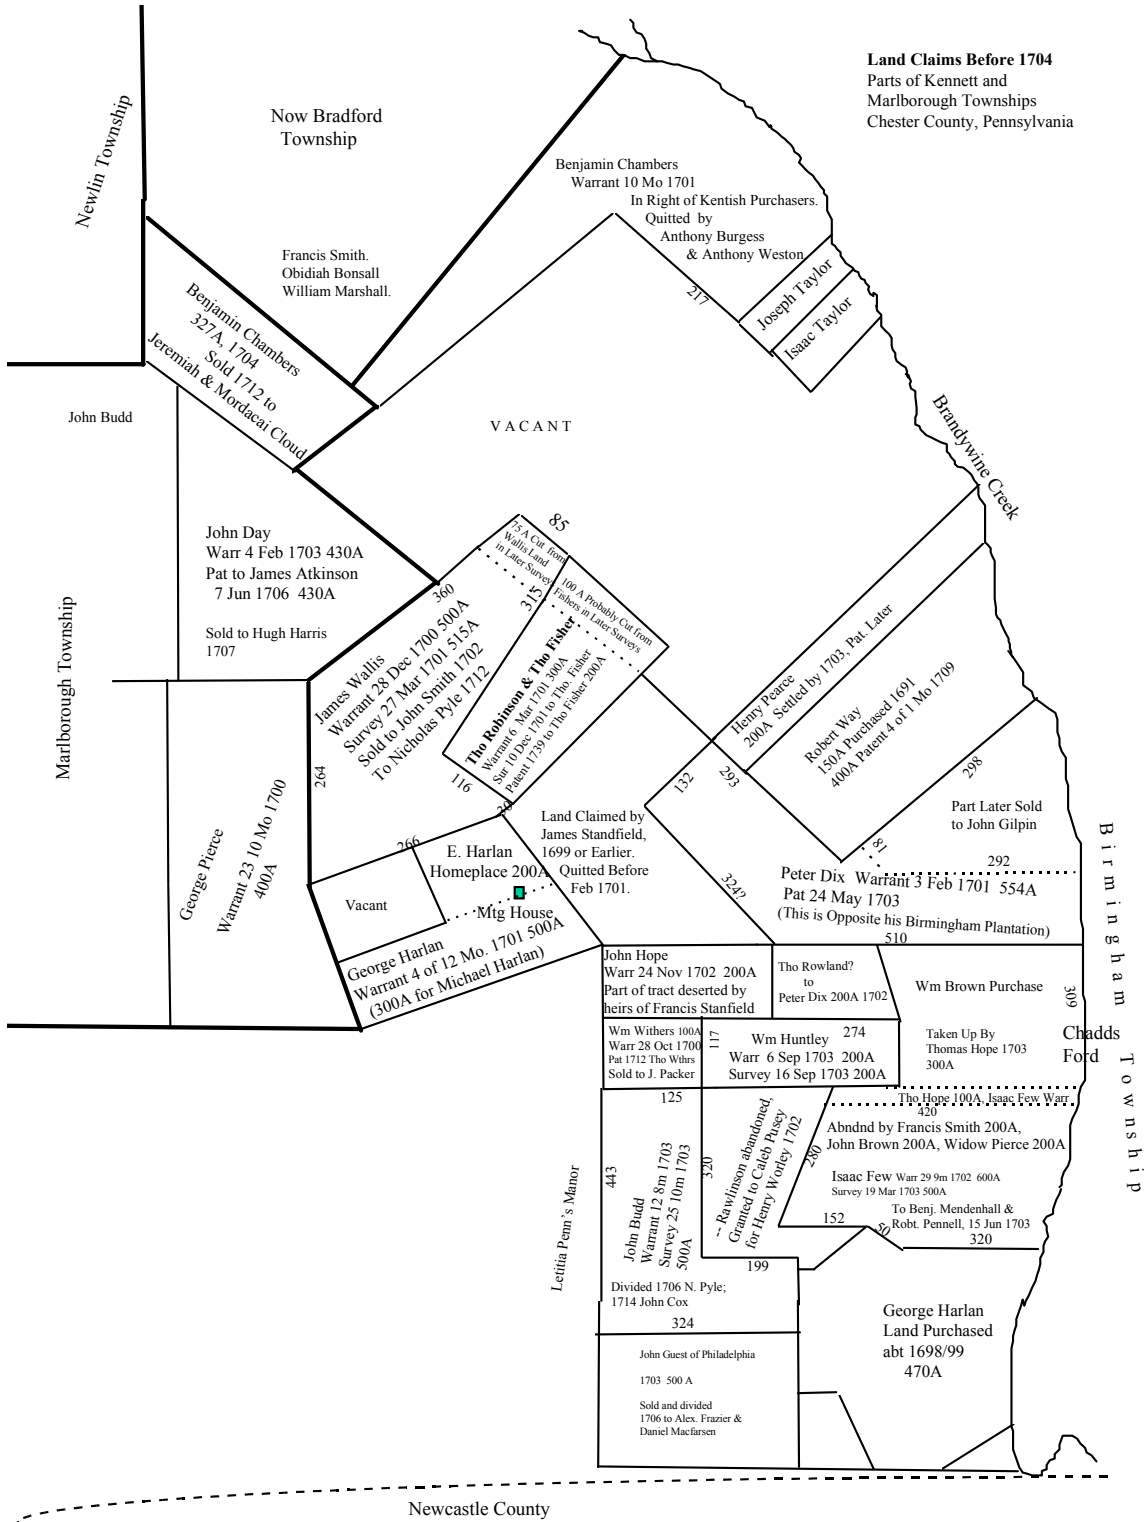 Land Claims Before 1704
Parts of Kennett and
Marlborough Townships
Chester County, Pennsylvania
Newlin Township
Now Bradford
Township
Benjamin Chambers
Warrant 10 Mo 1701
In Right of Kentish Purchasers.
Quitted by
Anthony Burgess
& Anthony Weston
217
Joseph Taylor
Isaac Taylor
Francis Smith.
Obidiah Bonsall
William Marshall.
Benjamin Chambers
327A, 1704
Sold 1712 to
Jeremiah & Mordacai Cloud
John Budd
VACANT
Brandywine Creek
John Day
Warr 4 Feb 1703 430A
Pat to James Atkinson
7 Jun 1706 430A
Sold to Hugh Harris
1707
Marlborough Township
85
75 A Cut from
Wallis Land
in Later Surveys
360
315
100 A Probably Cut from
Fishers in Later Surveys
James Wallis
Warrant 28 Dec 1700 500A
Survey 27 Mar 1701 515A
Sold to John Smith 1702
To Nicholas Pyle 1712
Tho Robinson & Tho Fisher
Warrant 6 Mar 1701 300A
Sur 10 Dec 1701 to Tho. Fisher
Patent 1739 to Tho Fisher 200A
116
30
264
266
Henry Pearce
200A Settled by 1703, Pat. Later
Robert Way
150A Purchased 1691
400A Patent 4 of 1 Mo 1709
132
293
298
Part Later Sold
to John Gilpin
81
292
George Pierce
Warrant 23 10 Mo 1700
400A
E. Harlan
Homeplace 200A
Vacant
Mtg House
Land Claimed by
James Standfield,
1699 or Earlier.
Quitted Before
Feb 1701.
324?
Peter Dix Warrant 3 Feb 1701 554A
Pat 24 May 1703
(This is Opposite his Birmingham Plantation)
510
George Harlan
Warrant 4 of 12 Mo. 1701 500A
(300A for Michael Harlan)
Birmingham Township
John Hope
Warr 24 Nov 1702 200A
Part of tract deserted by
heirs of Francis Stanfield
Tho Rowland?
to
Peter Dix 200A 1702
Wm Brown Purchase
309
Taken Up By
Thomas Hope 1703
300A
Chadds
Ford
Wm Withers 100A
Warr 28 Oct 1700
Pat 1712 Tho Wthrs
Sold to J. Packer
117
Wm Huntley
274
Warr 6 Sep 1703 200A
Survey 16 Sep 1703 200A
125
Tho Hope 100A, Isaac Few Warr
420
Abndnd by Francis Smith 200A,
John Brown 200A, Widow Pierce 200A
Isaac Few Warr 29 9m 1702 600A
Survey 19 Mar 1703 500A
To Benj. Mendenhall &
Robt. Pennell, 15 Jun 1703
280
152
50
320
Letitia Penn's Manor
443
John Budd
Warrant 12 8m 1703
Survey 25 10m 1703
500A
320
-- Rawlinson abandoned,
Granted to Caleb Pusey
for Henry Worley 1702
199
Divided 1706 N. Pyle;
1714 John Cox
324
John Guest of Philadelphia
1703 500 A
Sold and divided
1706 to Alex. Frazier &
Daniel Macfarsen
George Harlan
Land Purchased
abt 1698/99
470A
Newcastle County